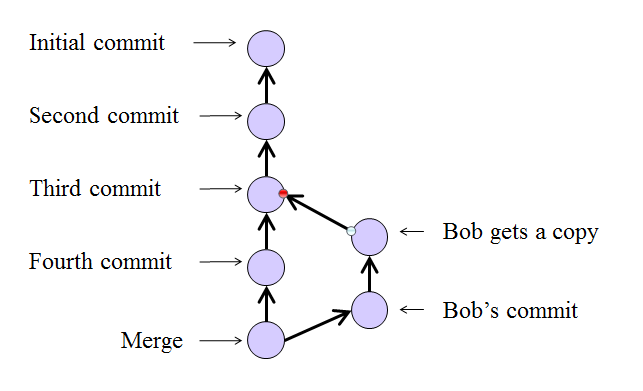 Initial commit
Second commit
Third commit
Bob gets a copy
Fourth commit
Bob’s commit
Merge